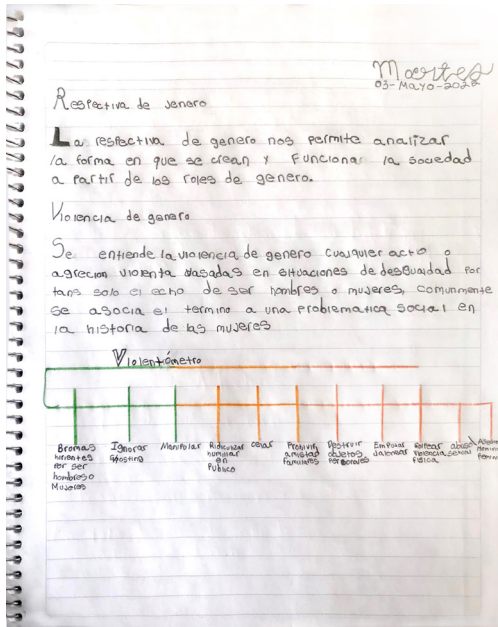 Martes
03-Mayo-2022
Respectiva de jenero
La respectiva de genero nos permite analizar
la forma en que se crean y funciona la sociedad
a partir de los roles de genero.
Violencia de genero
Se entiende la violencia de genero cualquier acto o
agrecion violenta basadas en situaciones de desigualdad por
tans solo el echo de ser hombres o mujeres, comunmente
se asocia el termino a una problematica social en
la historia de las mujeres
Violentómetro
Bromas
hirientes
por ser
hombres o
Mujeres
Ignorar
Ghosting
Manipular
Ridiculizar
humillar
en
Publico
celar
Prohivir
amistad
familiares
Destruir
objetos
personales
Empujar
Jalonear
Golpear
violencia
fisica
abuso
sexual